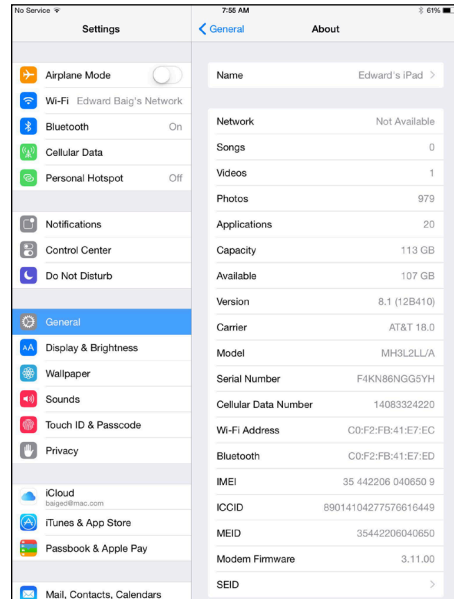 No Service 7:55 AM 61%
Settings
Airplane Mode
Wi-Fi Edward Baig's Network
Bluetooth On
Cellular Data
Personal Hotspot Off
Notifications
Control Center
Do Not Disturb
General
Display & Brightness
Wallpaper
Sounds
Touch ID & Passcode
Privacy
iCloud
baiged@mac.com
iTunes & App Store
Passbook & Apple Pay
Mail, Contacts, Calendars
General About
Name Edward's iPad
Network Not Available
Songs 0
Videos 1
Photos 979
Applications 20
Capacity 113 GB
Available 107 GB
Version 8.1 (12B410)
Carrier AT&T 18.0
Model MH3L2LL/A
Serial Number F4KN86NGG5YH
Cellular Data Number 14083324220
Wi-Fi Address C0:F2:FB:41:E7:EC
Bluetooth C0:F2:FB:41:E7:ED
IMEI 35 442206 040650 9
ICCID 89014104277576616449
MEID 35442206040650
Modem Firmware 3.11.00
SEID